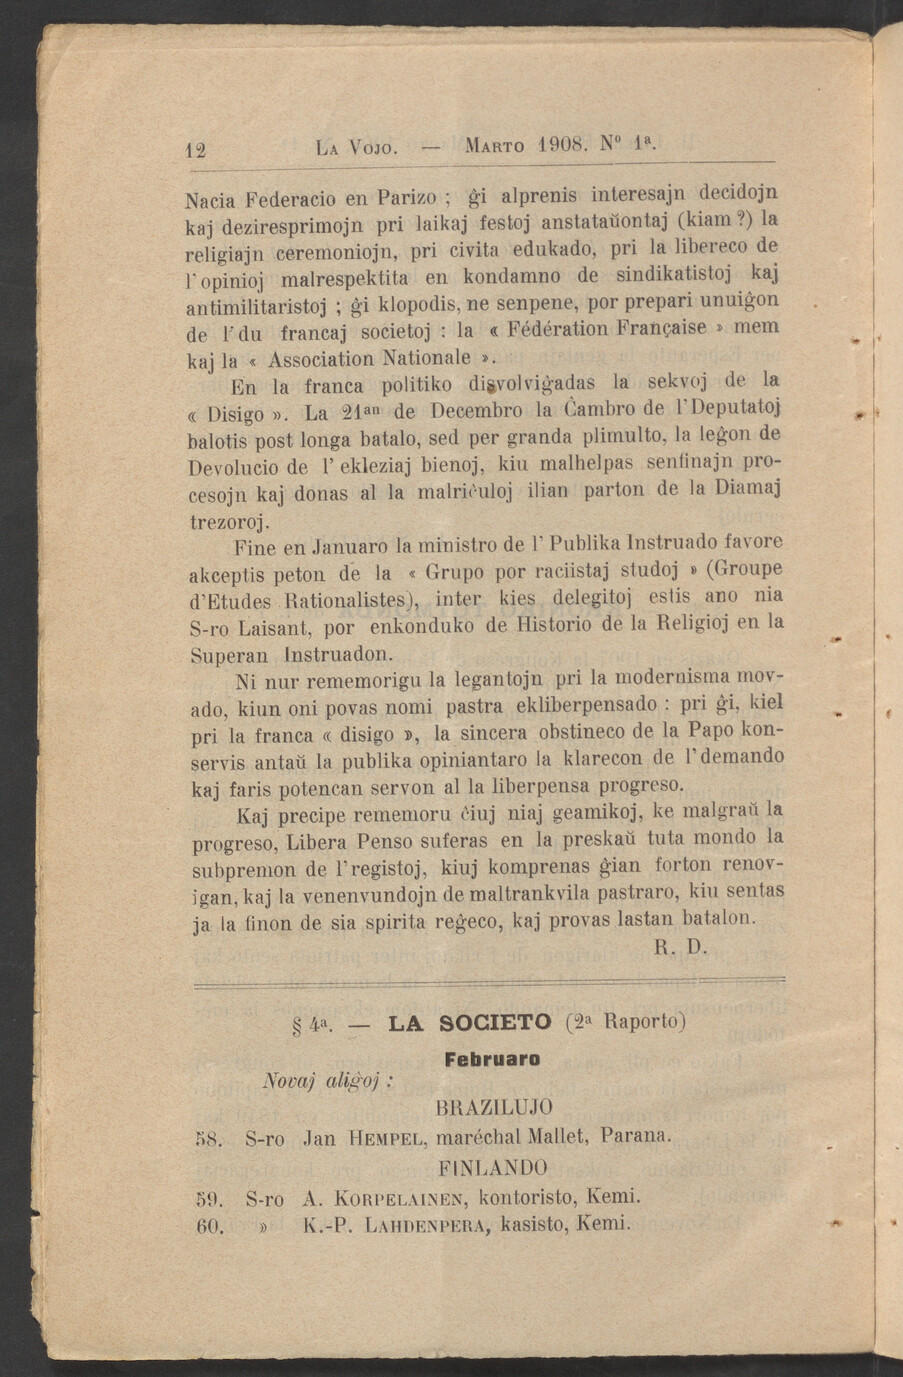 12 La Vojo. — Marto 1908. Nº 1ª.
Nacia Federacio en Parizo ; ĝi alprenis interesajn decidojn
kaj deziresprimojn pri laikaj festoj anstataŭontaj (kiam ?) la
religiajn ceremoniojn, pri civita edukado, pri la libereco de
l'opinioj malrespektita en kondamno de sindikatistoj kaj
antimilitaristoj ; ĝi klopodis, ne senpene, por prepari unuiĝon
de l'du francaj societoj : la « Fédération Française » mem
kaj la « Association Nationale ».
En la franca politiko disvolviĝadas la sekvoj de la
« Disigo ». La 21an de Decembro la Ĉambro de l'Deputatoj
balotis post longa batalo, sed per granda plimulto, la leĝon de
Devolucio de l' ekleziaj bienoj, kiu malhelpas senfinajn pro-
cesojn kaj donas al la malriĉuloj ilian parton de la Diamaj
trezoroj.
Fine en Januaro la ministro de l' Publika Instruado favore
akceptis peton de la « Grupo por raciistaj studoj » (Groupe
d'Etudes Rationalistes), inter kies delegitoj estis ano nia
S-ro Laisant, por enkonduko de Historio de la Religioj en la
Superan Instruadon.
Ni nur rememorigu la legantojn pri la modernisma mov-
ado, kiun oni povas nomi pastra ekliberpensado : pri ĝi, kiel
pri la franca « disigo », la sincera obstineco de la Papo kon-
servis antaŭ la publika opiniantaro la klarecon de l'demando
kaj faris potencan servon al la liberpensa progreso.
Kaj precipe rememoru ĉiuj niaj geamikoj, ke malgraŭ la
progreso, Libera Penso suferas en la preskaŭ tuta mondo la
subpremon de l'registoj, kiuj komprenas ĝian forton renov-
igan, kaj la venenvundojn de maltrankvila pastraro, kiu sentas
ja la finon de sia spirita reĝeco, kaj provas lastan batalon.
R. D.
§ 4ª. — LA SOCIETO (2ª Raporto)
Februaro
Novaj aliĝoj :
BRAZILUJO
58. S-ro Jan Hempel, maréchal Mallet, Parana.
FINLANDO
59. S-ro A. Korpelainen, kontoristo, Kemi.
60. » K.-P. Lahdenpera, kasisto, Kemi.